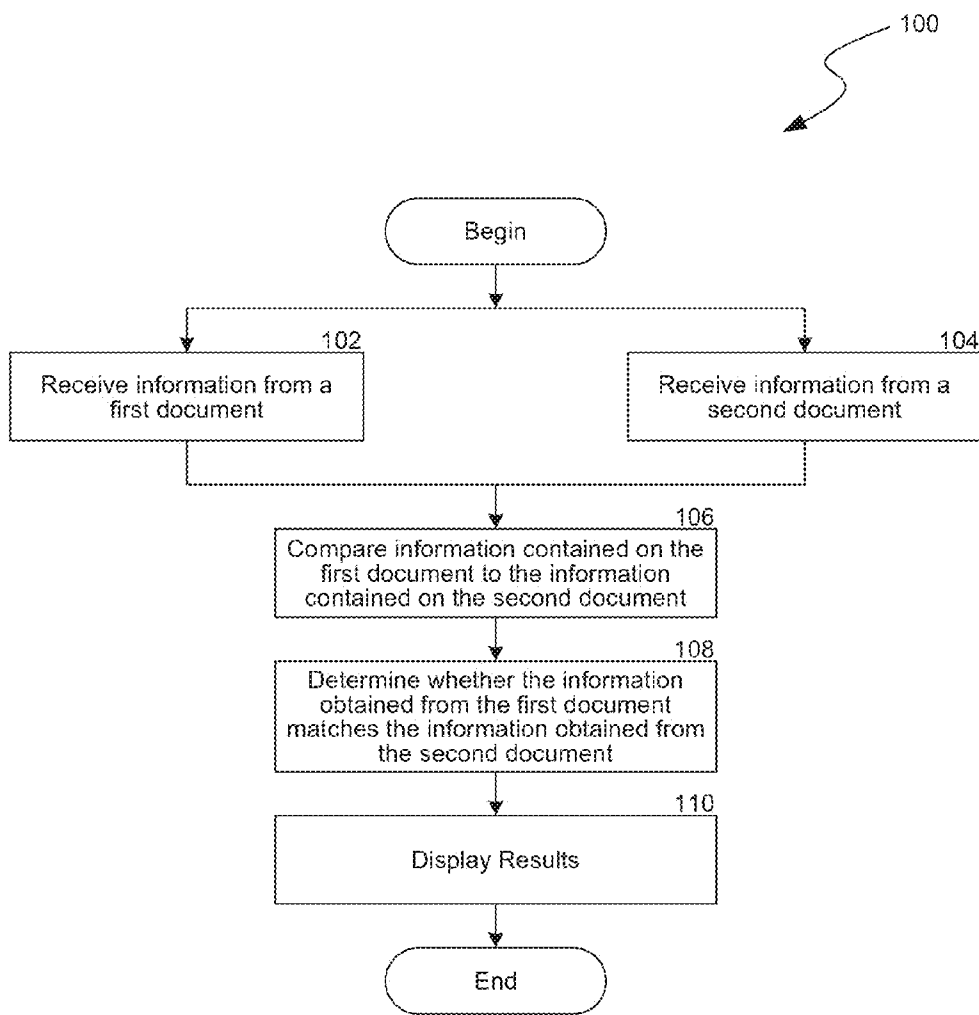 100
Begin
102
Receive information from a
first document
104
Receive information from a
second document
106
Compare information contained on the
first document to the information
contained on the second document
108
Determine whether the information
obtained from the first document
matches the information obtained from
the second document
110
Display Results
End